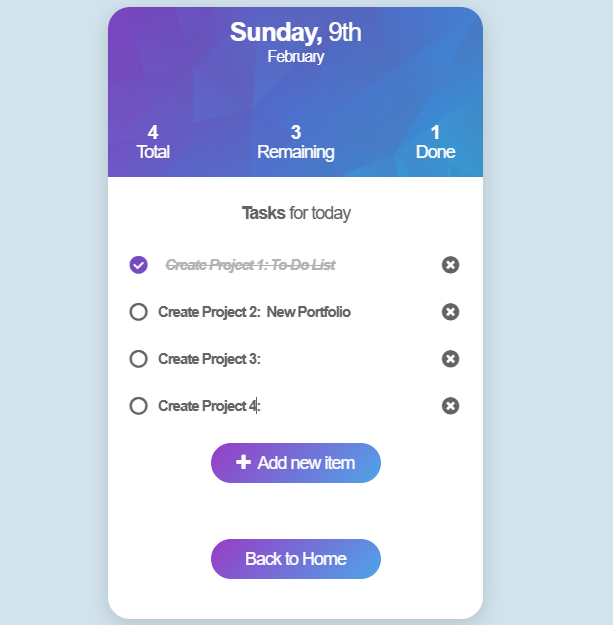 Sunday, 9th
February
4 3 1
Total Remaining Done
Tasks for today
Create Project 1: To-Do List
Create Project 2: New Portfolio
Create Project 3:
Create Project 4:
Add new item
Back to Home